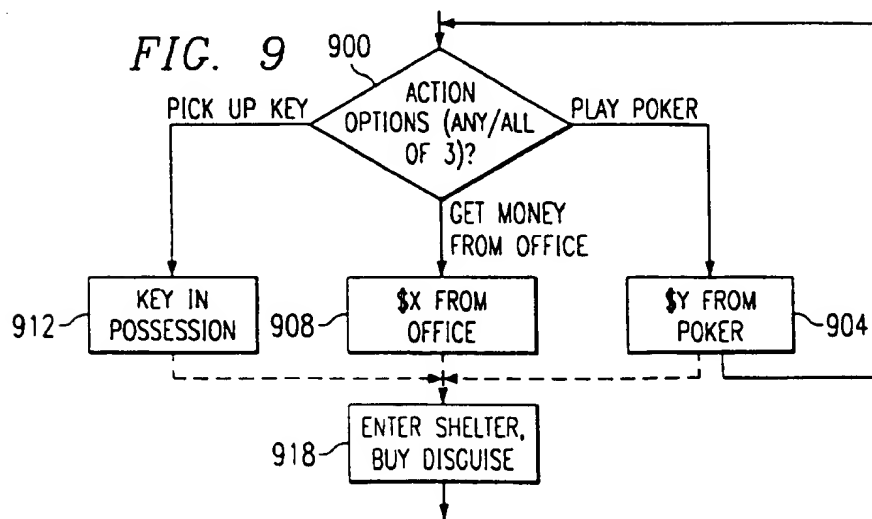 FIG. 9
900
ACTION
OPTIONS (ANY/ALL
OF 3)?
PICK UP KEY
PLAY POKER
GET MONEY
FROM OFFICE
KEY IN
POSSESSION
912
$X FROM
OFFICE
908
$Y FROM
POKER
904
ENTER SHELTER,
BUY DISGUISE
918